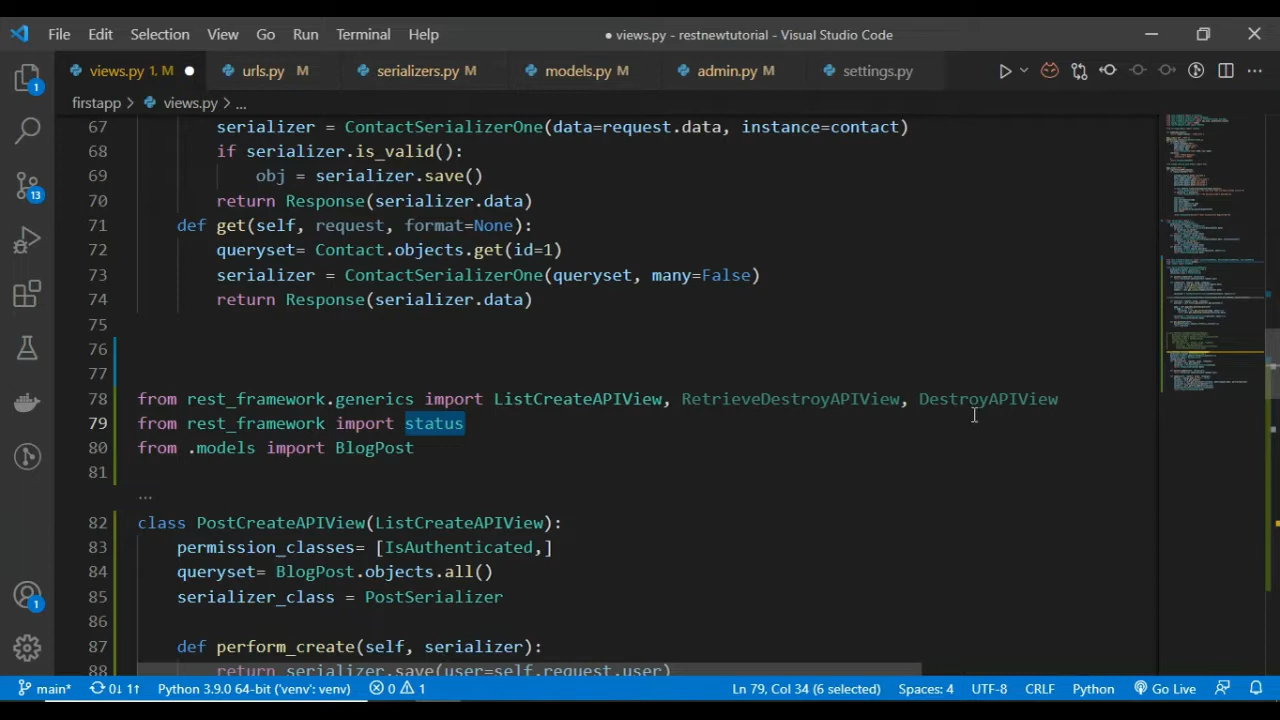 File Edit Selection View Go Run Terminal Help ● views.py - restnewtutorial - Visual Studio Code
views.py 1, M urls.py M serializers.py M models.py M admin.py M settings.py
firstapp > views.py > ...
67 serializer = ContactSerializerOne(data=request.data, instance=contact)
68 if serializer.is_valid():
69 obj = serializer.save()
70 return Response(serializer.data)
71 def get(self, request, format=None):
72 queryset= Contact.objects.get(id=1)
73 serializer = ContactSerializerOne(queryset, many=False)
74 return Response(serializer.data)
75
76
77
78 from rest_framework.generics import ListCreateAPIView, RetrieveDestroyAPIView, DestroyAPIView
79 from rest_framework import status
80 from .models import BlogPost
81
...
82 class PostCreateAPIView(ListCreateAPIView):
83 permission_classes= [IsAuthenticated,]
84 queryset= BlogPost.objects.all()
85 serializer_class = PostSerializer
86
87 def perform_create(self, serializer):
88 return serializer.save(user=self.request.user)
1
13
1
main* 0↓ 1↑ Python 3.9.0 64-bit ('venv': venv) 0 1 Ln 79, Col 34 (6 selected) Spaces: 4 UTF-8 CRLF Python Go Live